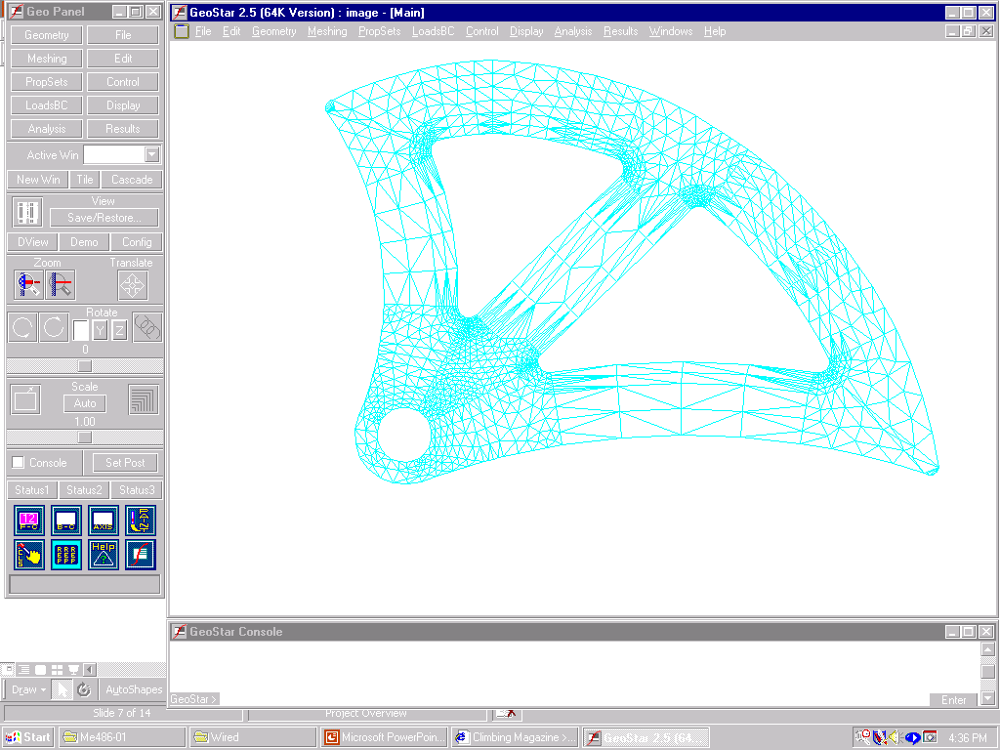 Geo Panel
Geometry File
Meshing Edit
PropSets Control
LoadsBC Display
Analysis Results
Active Win
New Win Tile Cascade
View
Save/Restore...
DView Demo Config
Zoom Translate
Rotate
Y Z
0
Scale
Auto
1.00
Console Set Post
Status1 Status2 Status3
GeoStar 2.5 (64K Version) : image - [Main]
File Edit Geometry Meshing PropSets LoadsBC Control Display Analysis Results Windows Help
GeoStar Console
GeoStar >
Enter
Draw AutoShapes
Slide 7 of 14 Project Overview
Start Me486-01 Wired Microsoft PowerPoin... Climbing Magazine >... GeoStar 2.5 (64... 4:36 PM